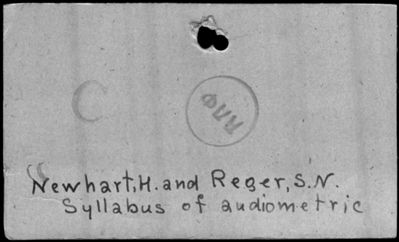 C
Newhart, H. and Reger, S.N.
Syllabus of audiometric